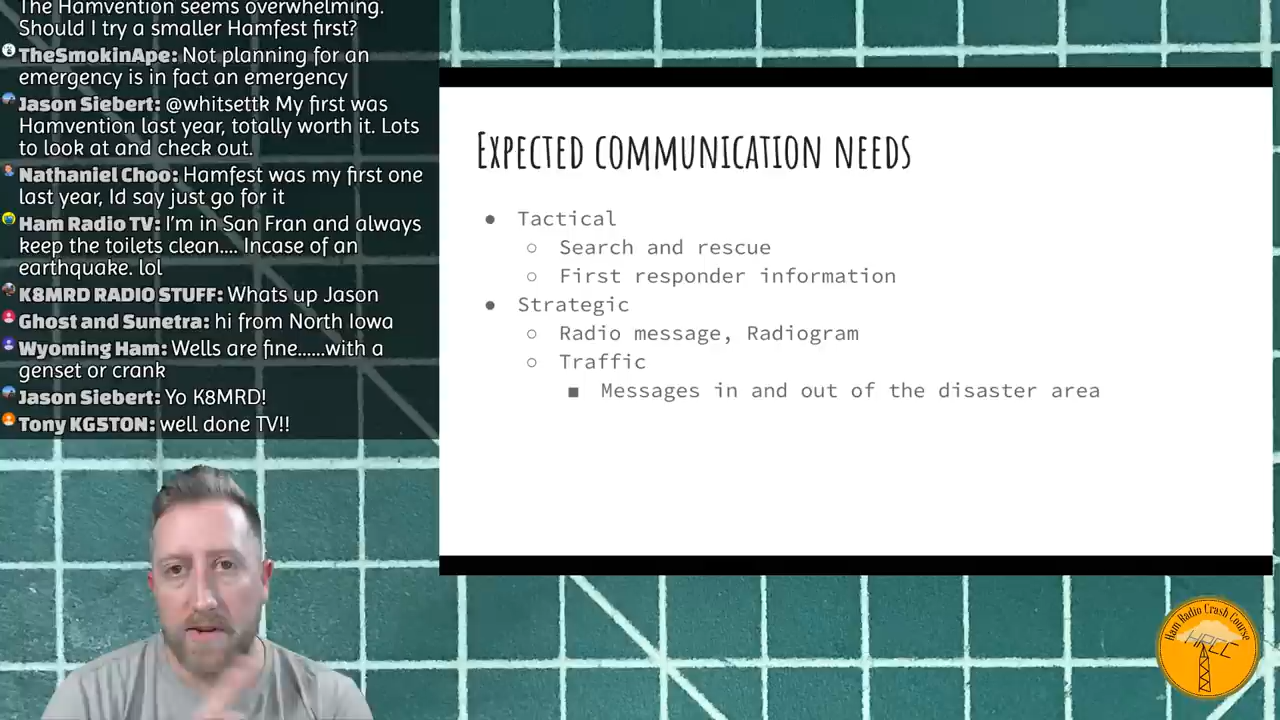 The Hamvention seems overwhelming.
Should I try a smaller Hamfest first?
TheSmokinApe: Not planning for an
emergency is in fact an emergency
Jason Siebert: @whitsettk My first was
Hamvention last year, totally worth it. Lots
to look at and check out.
Nathaniel Choo: Hamfest was my first one
last year, Id say just go for it
Ham Radio TV: I'm in San Fran and always
keep the toilets clean.... Incase of an
earthquake. lol
K8MRD RADIO STUFF: Whats up Jason
Ghost and Sunetra: hi from North Iowa
Wyoming Ham: Wells are fine......with a
genset or crank
Jason Siebert: Yo K8MRD!
Tony KG5TON: well done TV!!
Expected communication needs
● Tactical
○ Search and rescue
○ First responder information
● Strategic
○ Radio message, Radiogram
○ Traffic
■ Messages in and out of the disaster area
Ham Radio Crash Course
HRCC